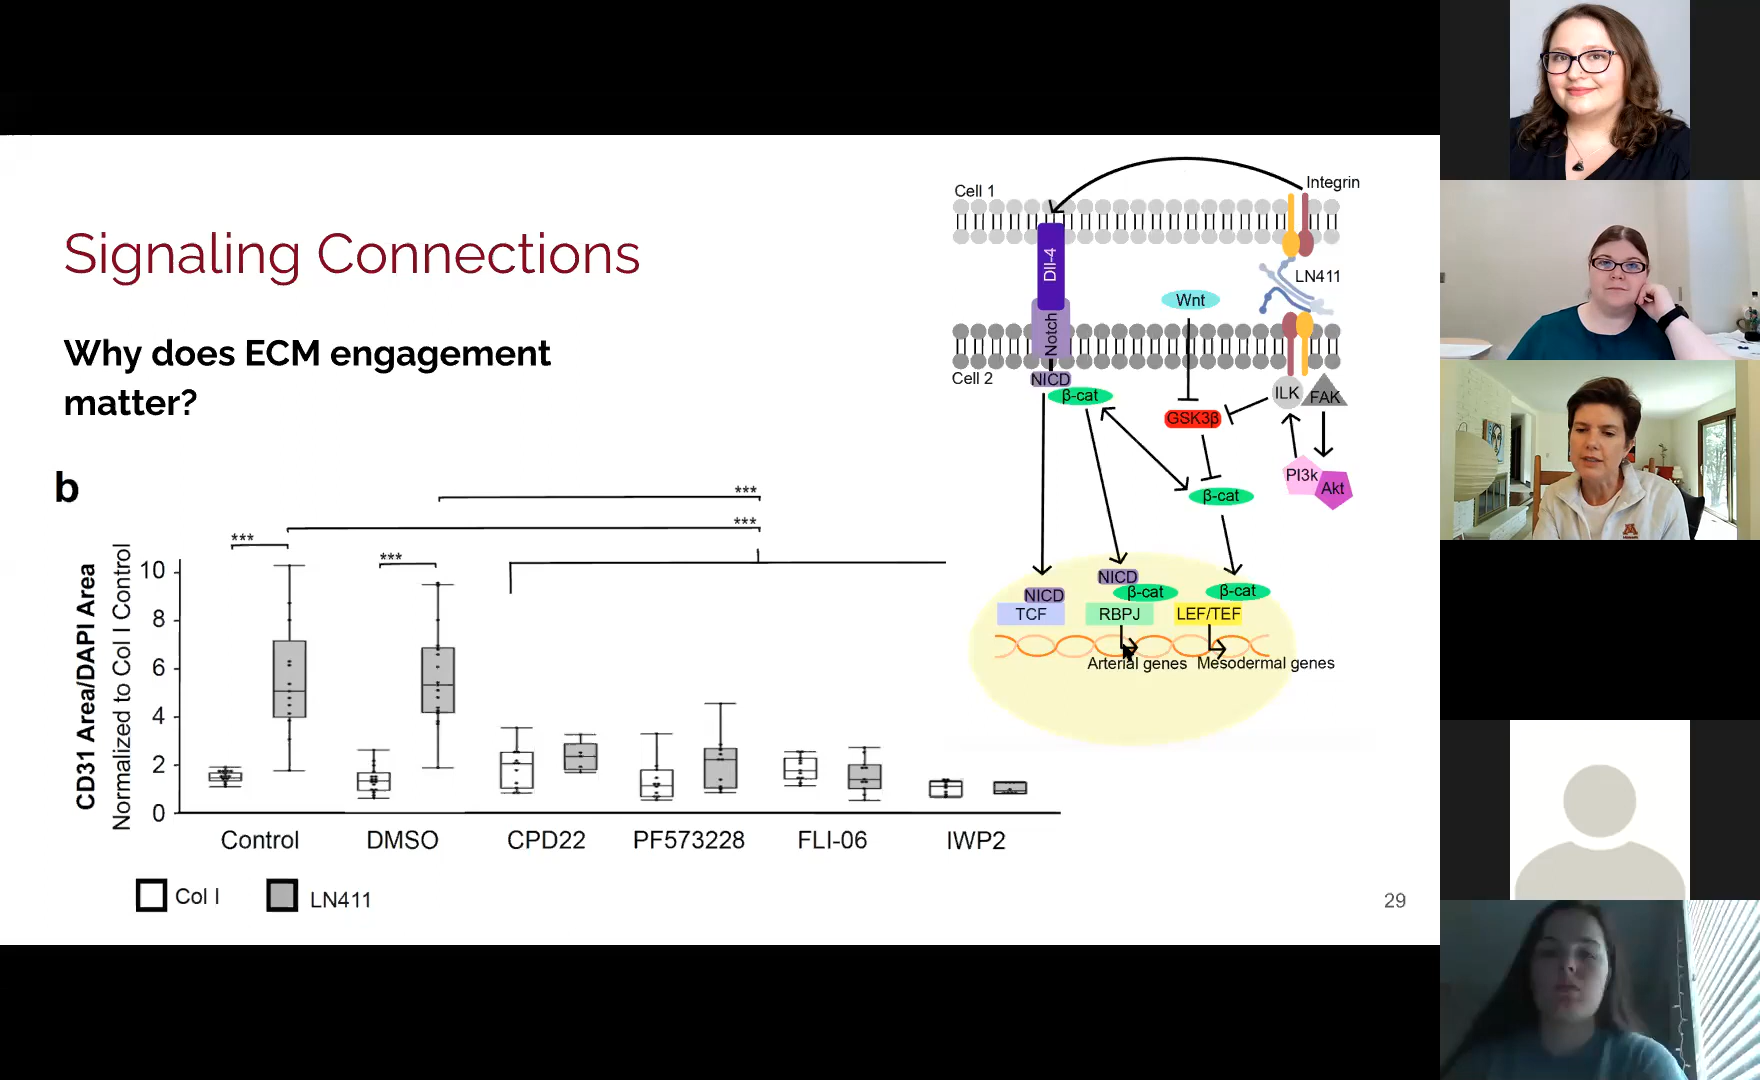 Signaling Connections
Why does ECM engagement
matter?
b
CD31 Area/DAPI Area
Normalized to Col I Control
10
8
6
4
2
0
***
***
***
***
Control
DMSO
CPD22
PF573228
FLI-06
IWP2
Col I
LN411
Cell 1
Integrin
Dll-4
LN411
Wnt
Notch
Cell 2
NICD
β-cat
ILK
FAK
GSK3β
PI3k
Akt
β-cat
NICD
β-cat
β-cat
NICD
TCF
RBPJ
LEF/TEF
Arterial genes
Mesodermal genes
29